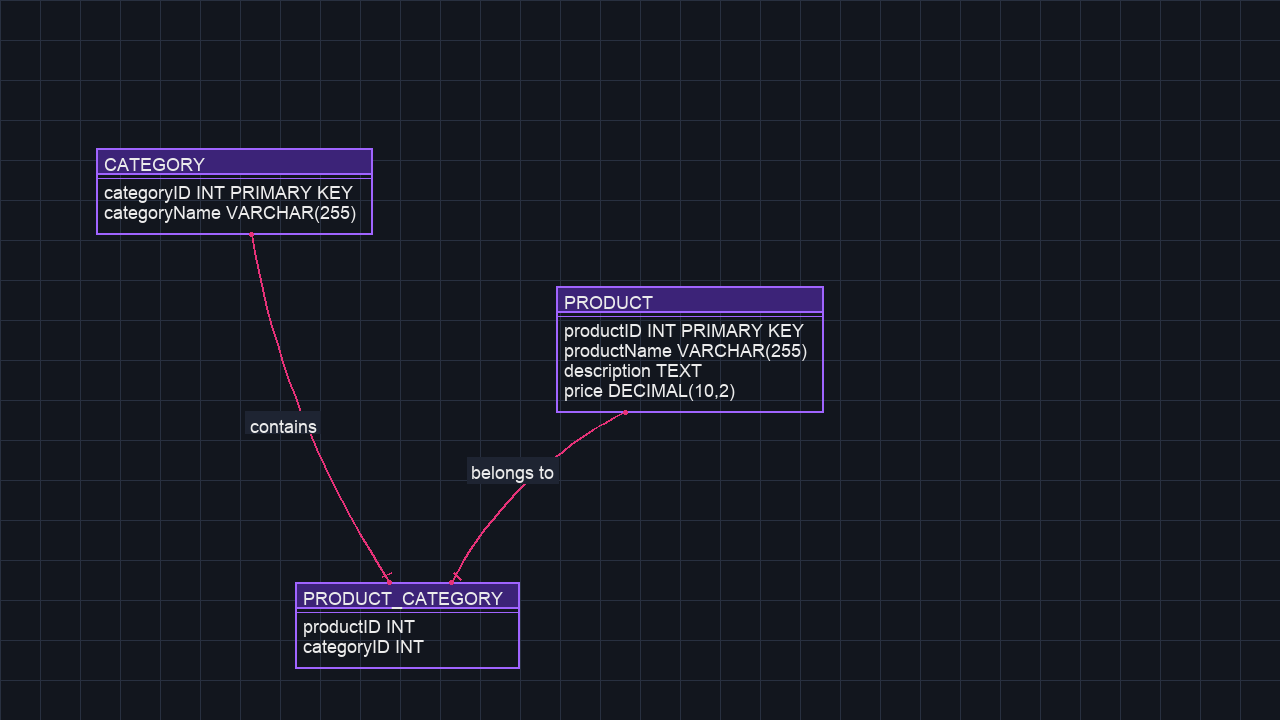 CATEGORY
categoryID INT PRIMARY KEY
categoryName VARCHAR(255)
PRODUCT
productID INT PRIMARY KEY
productName VARCHAR(255)
description TEXT
price DECIMAL(10,2)
contains
belongs to
PRODUCT_CATEGORY
productID INT
categoryID INT